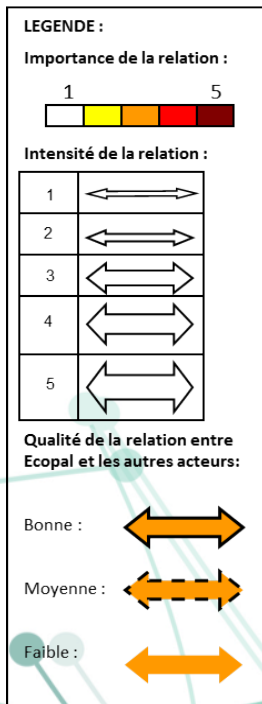 LEGENDE :
Importance de la relation :
1 5
Intensité de la relation :
1
2
3
4
5
Qualité de la relation entre
Ecopal et les autres acteurs:
Bonne :
Moyenne :
Faible :